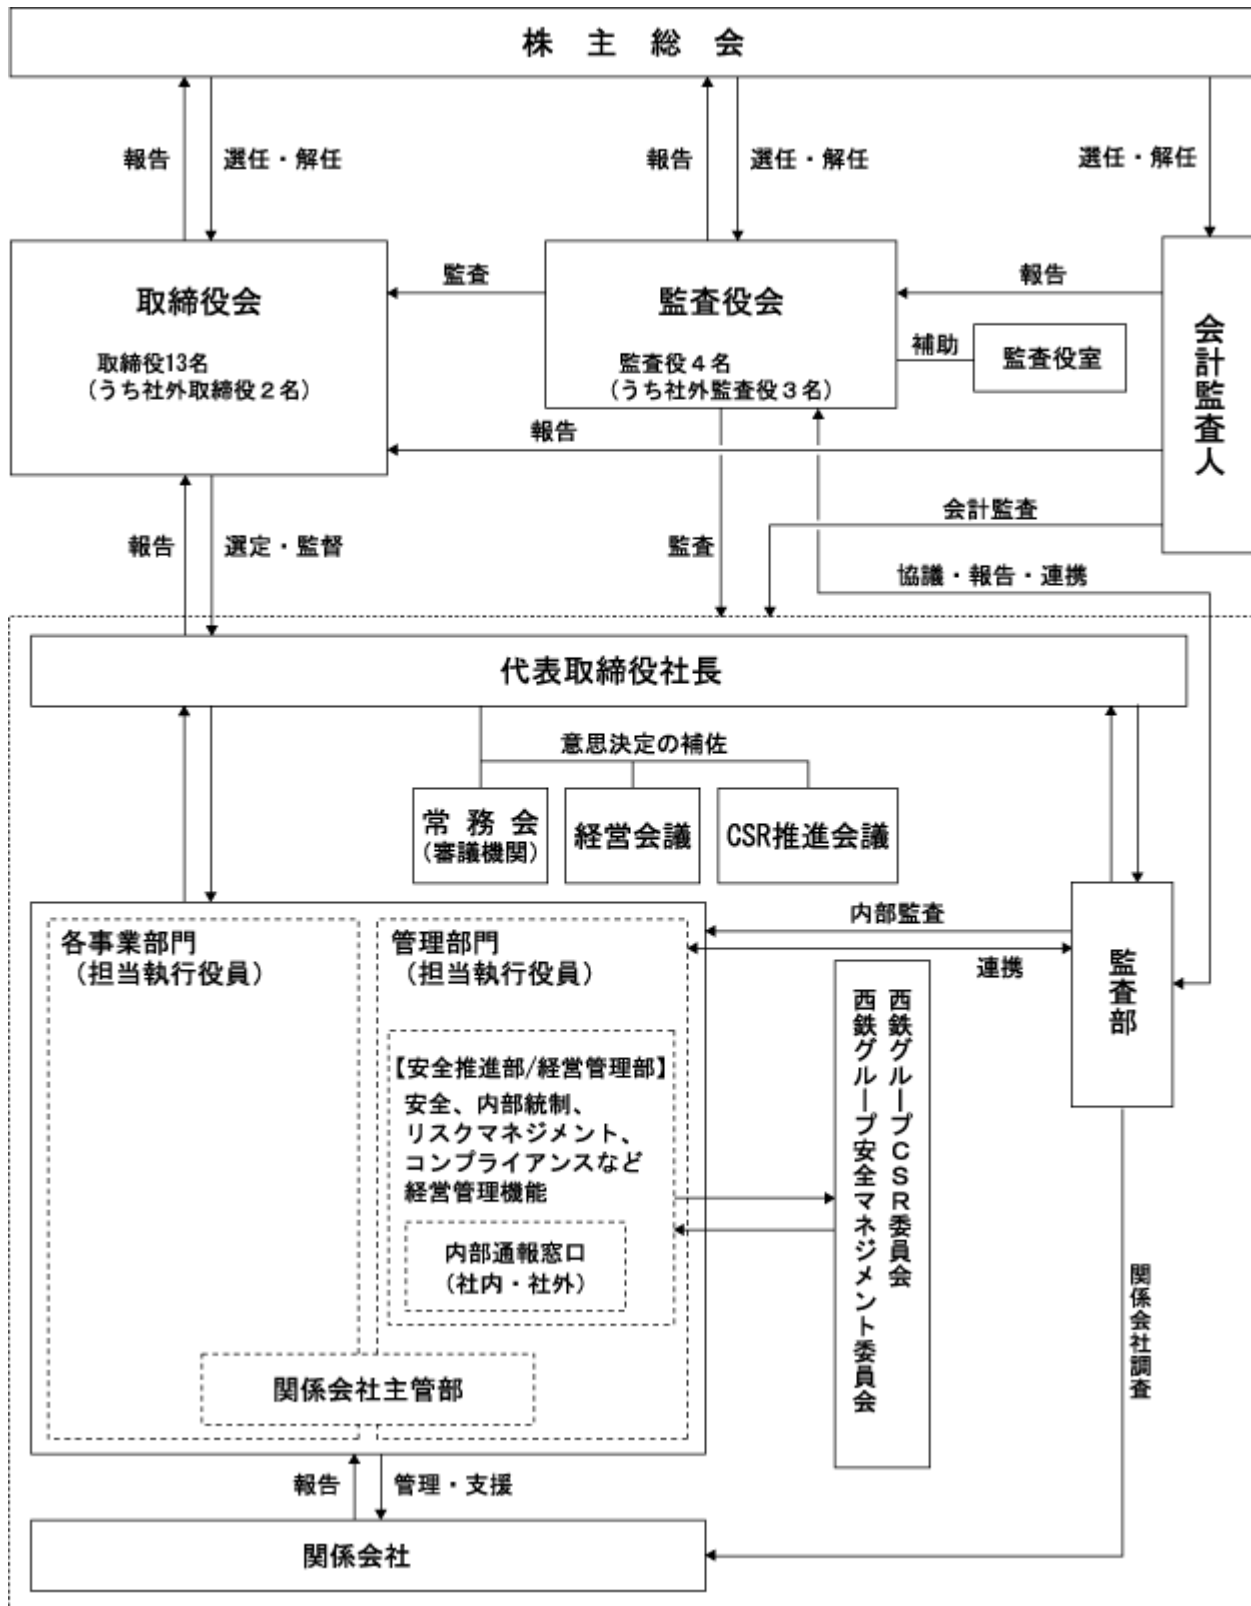 株主総会
報告
選任・解任
報告
選任・解任
選任・解任
取締役会
取締役13名
(うち社外取締役2名)
監査
監査役会
監査役4名
(うち社外監査役3名)
報告
補助
監査役室
会計監査人
報告
会計監査
報告
選定・監督
監査
協議・報告・連携
代表取締役社長
意思決定の補佐
常務会
(審議機関)
経営会議
CSR推進会議
各事業部門
(担当執行役員)
管理部門
(担当執行役員)
内部監査
連携
監査部
【安全推進部/経営管理部】
安全、内部統制、
リスクマネジメント、
コンプライアンスなど
経営管理機能
内部通報窓口
(社内・社外)
西鉄グループCSR委員会
西鉄グループ安全マネジメント委員会
関係会社調査
関係会社主管部
報告
管理・支援
関係会社